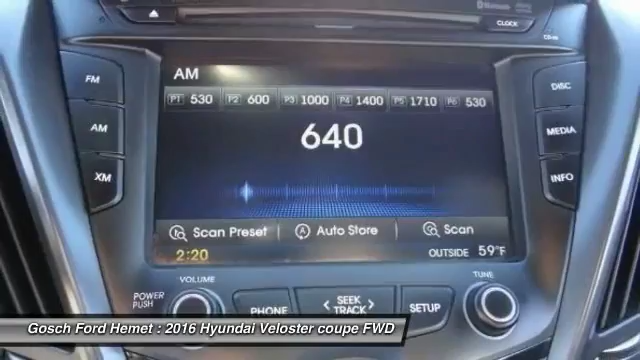 Bluetooth
CLOCK
FM
AM
DISC
P1 530 P2 600 P3 1000 P4 1400 P5 1710 P6 530
AM
640
MEDIA
XM
INFO
Scan Preset Auto Store Scan
2:20 OUTSIDE 59°F
VOLUME
TUNE
POWER
PUSH
PHONE
SEEK
TRACK
SETUP
Gosch Ford Hemet : 2016 Hyundai Veloster coupe FWD